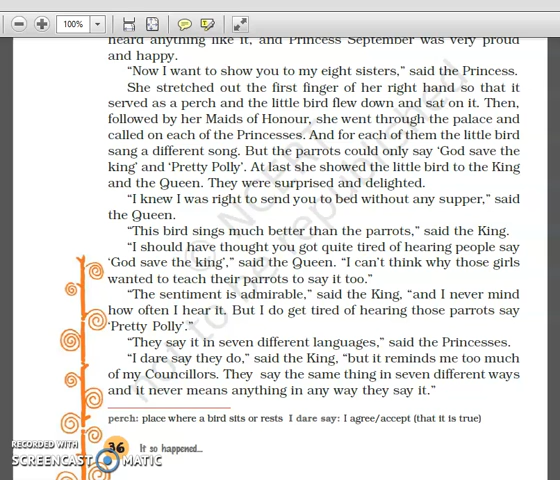 100%
heard anything like it, and Princess September was very proud
and happy.
“Now I want to show you to my eight sisters,” said the Princess.
She stretched out the first finger of her right hand so that it
served as a perch and the little bird flew down and sat on it. Then,
followed by her Maids of Honour, she went through the palace and
called on each of the Princesses. And for each of them the little bird
sang a different song. But the parrots could only say ‘God save the
king’ and ‘Pretty Polly’. At last she showed the little bird to the King
and the Queen. They were surprised and delighted.
“I knew I was right to send you to bed without any supper,” said
the Queen.
“This bird sings much better than the parrots,” said the King.
“I should have thought you got quite tired of hearing people say
‘God save the king’,” said the Queen. “I can’t think why those girls
wanted to teach their parrots to say it too.”
“The sentiment is admirable,” said the King, “and I never mind
how often I hear it. But I do get tired of hearing those parrots say
‘Pretty Polly’.”
“They say it in seven different languages,” said the Princesses.
“I dare say they do,” said the King, “but it reminds me too much
of my Councillors. They say the same thing in seven different ways
and it never means anything in any way they say it.”
perch: place where a bird sits or rests I dare say: I agree/accept (that it is true)
36 It so happened...
© NCERT
not to be republished
RECORDED WITH
SCREENCAST MATIC